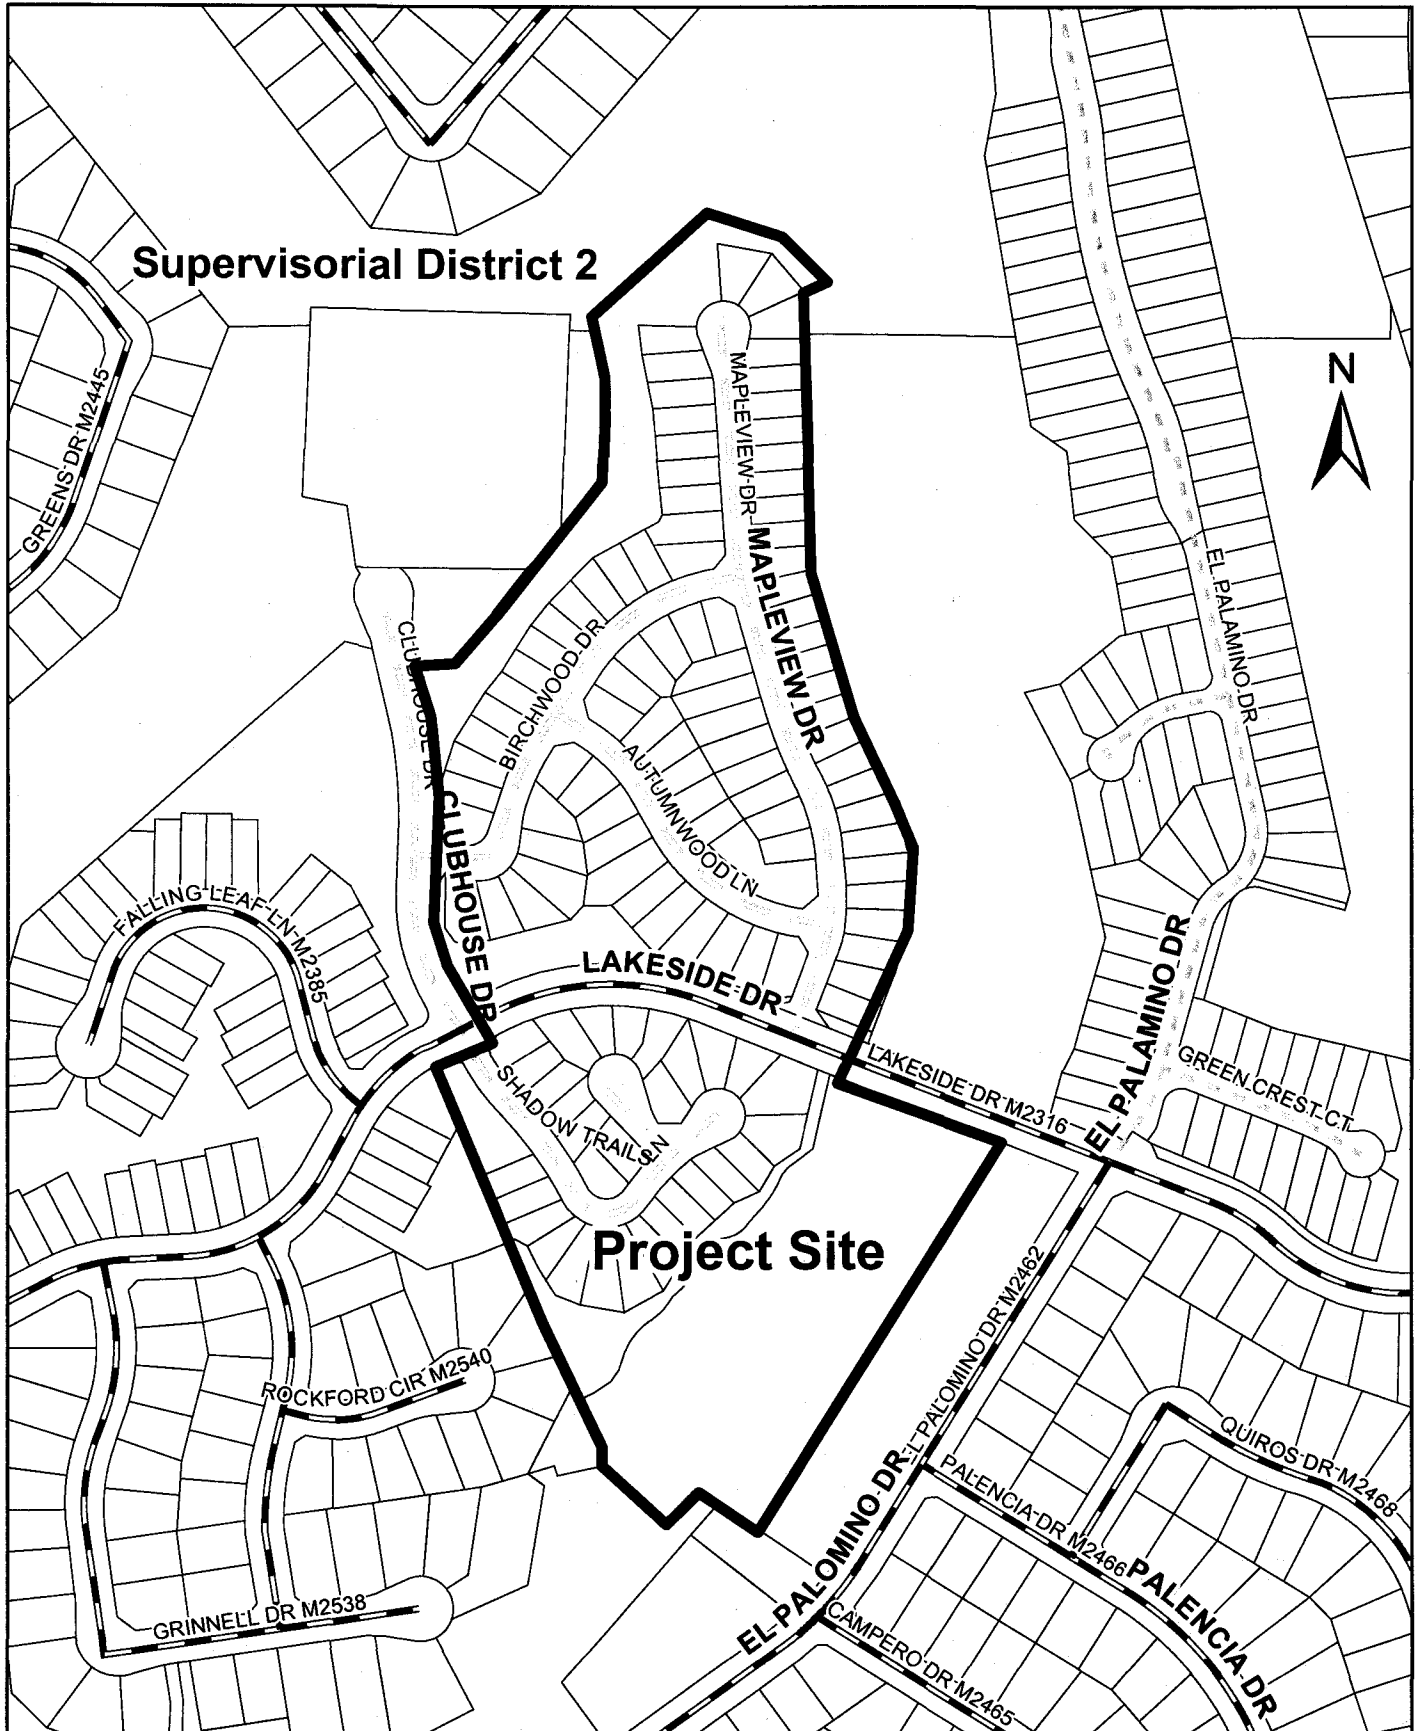 Supervisorial District 2
N
GREENS DR M2445
MAPLEVIEW DR
MAPLEVIEW DR
EL PALAMINO DR
CLUBHOUSE DR
BIRCHWOOD DR
AUTUMNWOOD LN
CLUBHOUSE DR
FALLING LEAF LN M2385
LAKESIDE DR
EL PALAMINO DR
LAKESIDE DR M2316
GREEN CREST CT
SHADOW TRAILS LN
Project Site
EL PALOMINO DR M2462
ROCKFORD CIR M2540
QUIROS DR M2468
EL PALOMINO DR
PALENCIA DR M2466
PALENCIA DR
GRINNELL DR M2538
CAMPERO DR M2465